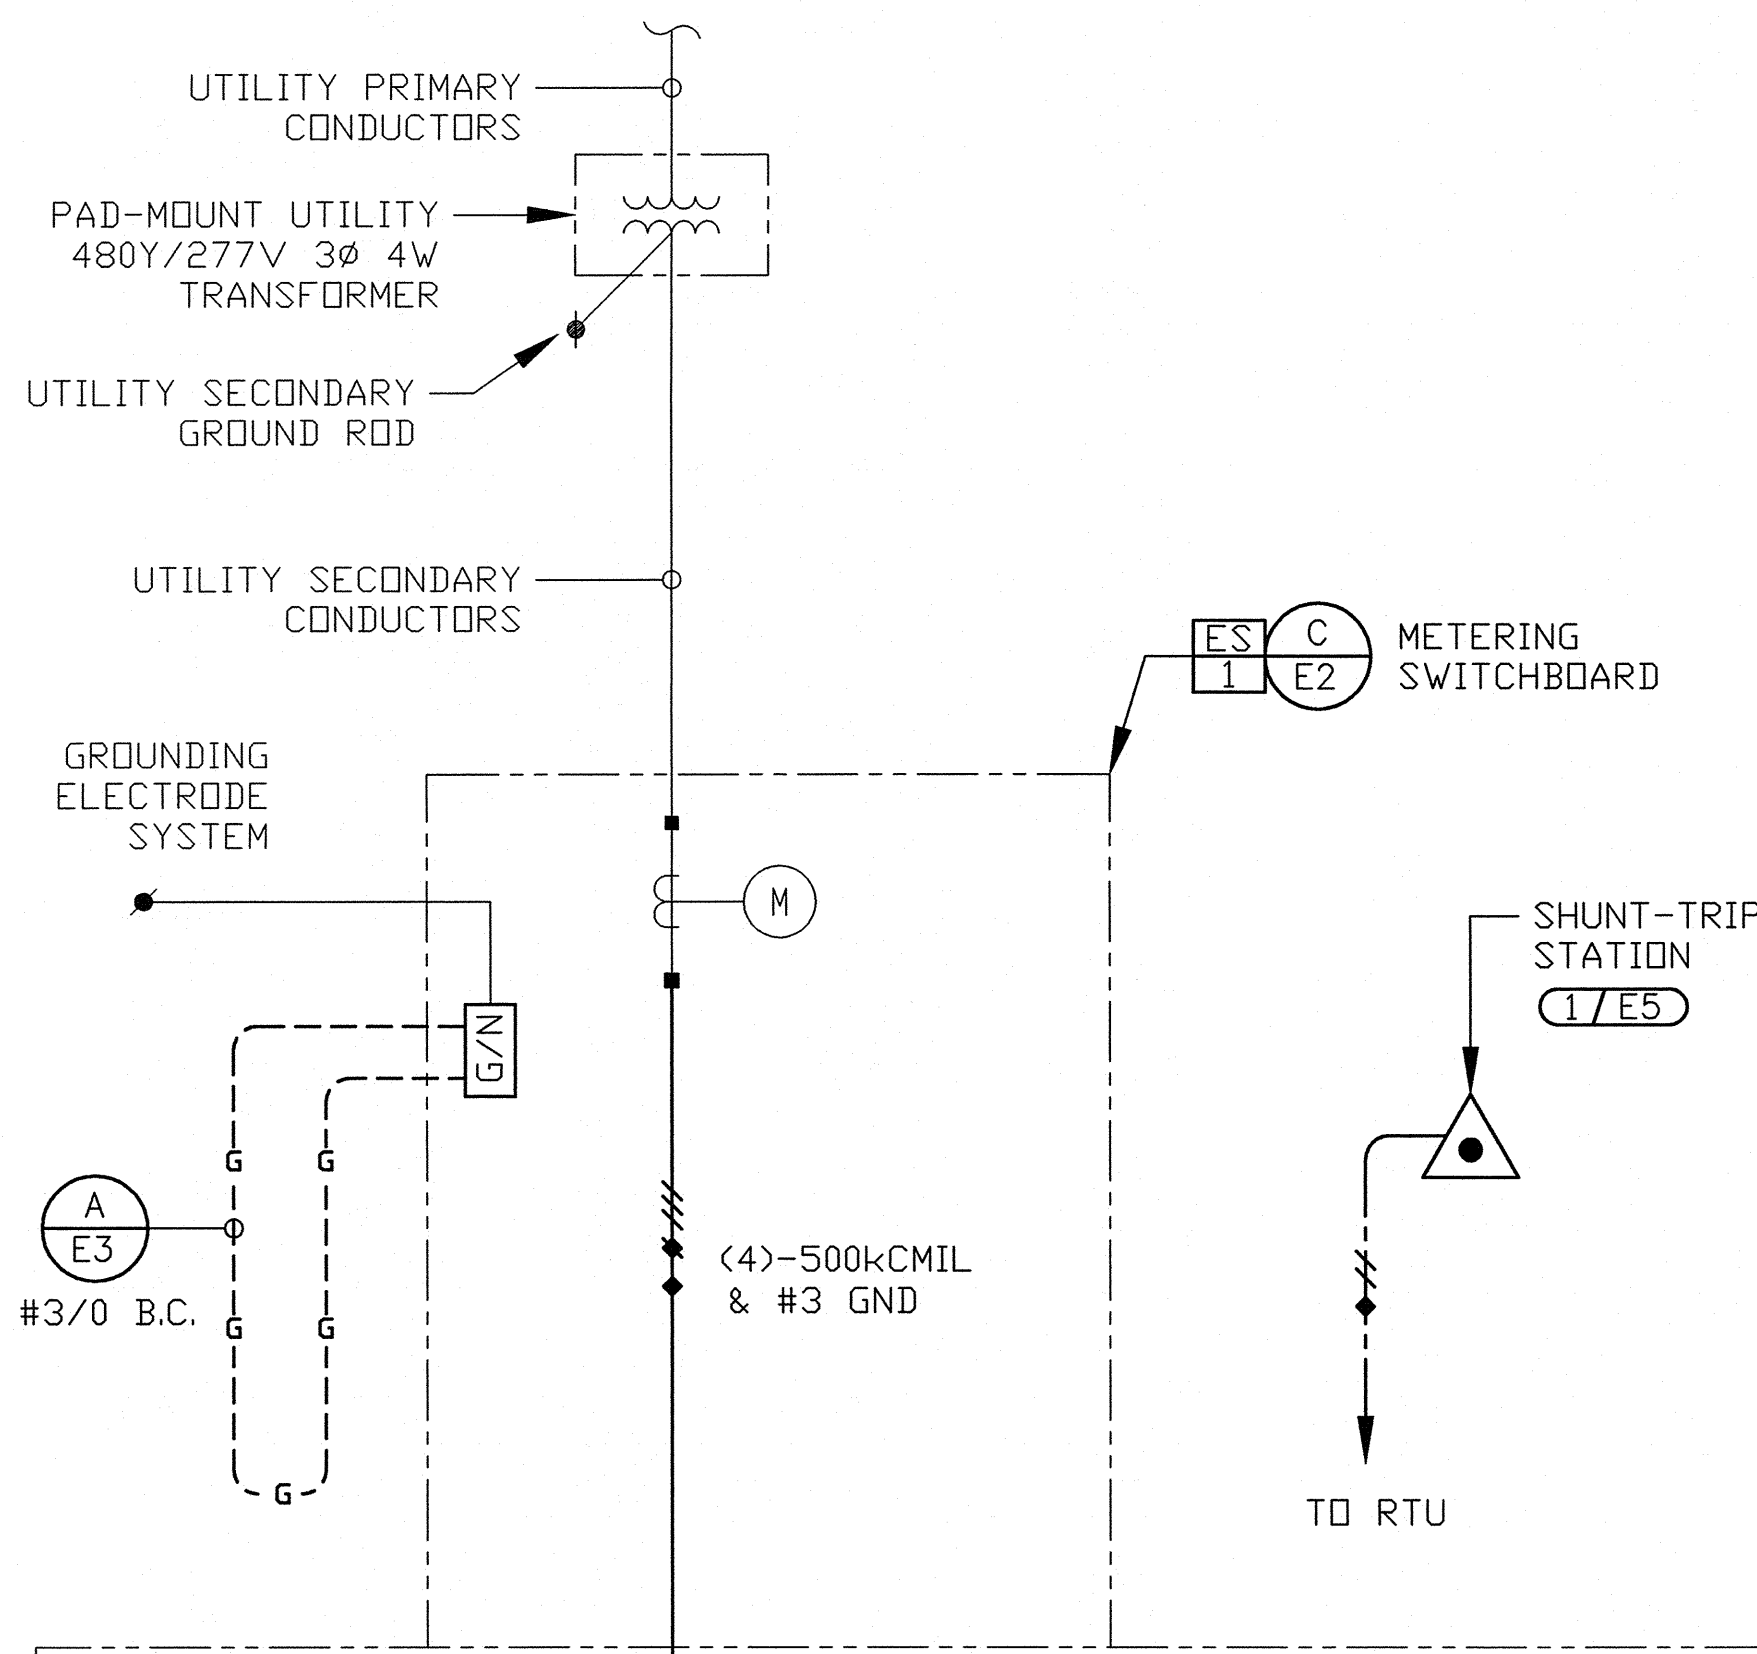 UTILITY PRIMARY
CONDUCTORS
PAD-MOUNT UTILITY
480Y/277V 3Ø 4W
TRANSFORMER
UTILITY SECONDARY
GROUND ROD
UTILITY SECONDARY
CONDUCTORS
ES
1
C
E2
METERING
SWITCHBOARD
GROUNDING
ELECTRODE
SYSTEM
M
SHUNT-TRIP
STATION
1/E5
G/N
G
G
A
E3
#3/0 B.C.
(4)-500kCMIL
& #3 GND
G
G
G
TO RTU